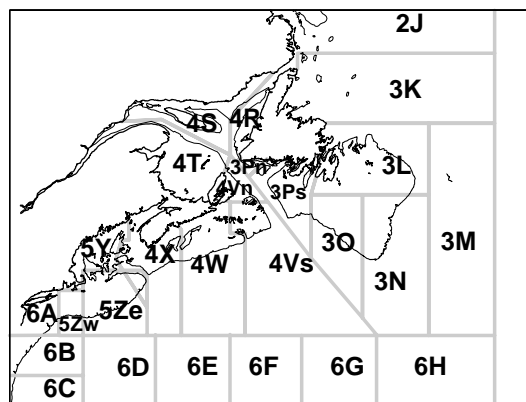 2J
3K
4S 4R
4T 3Pn 3L
4Vn 3Ps
5Y 4X 4W 4Vs 3O 3M
3N
6A 5Zw 5Ze
6B 6D 6E 6F 6G 6H
6C